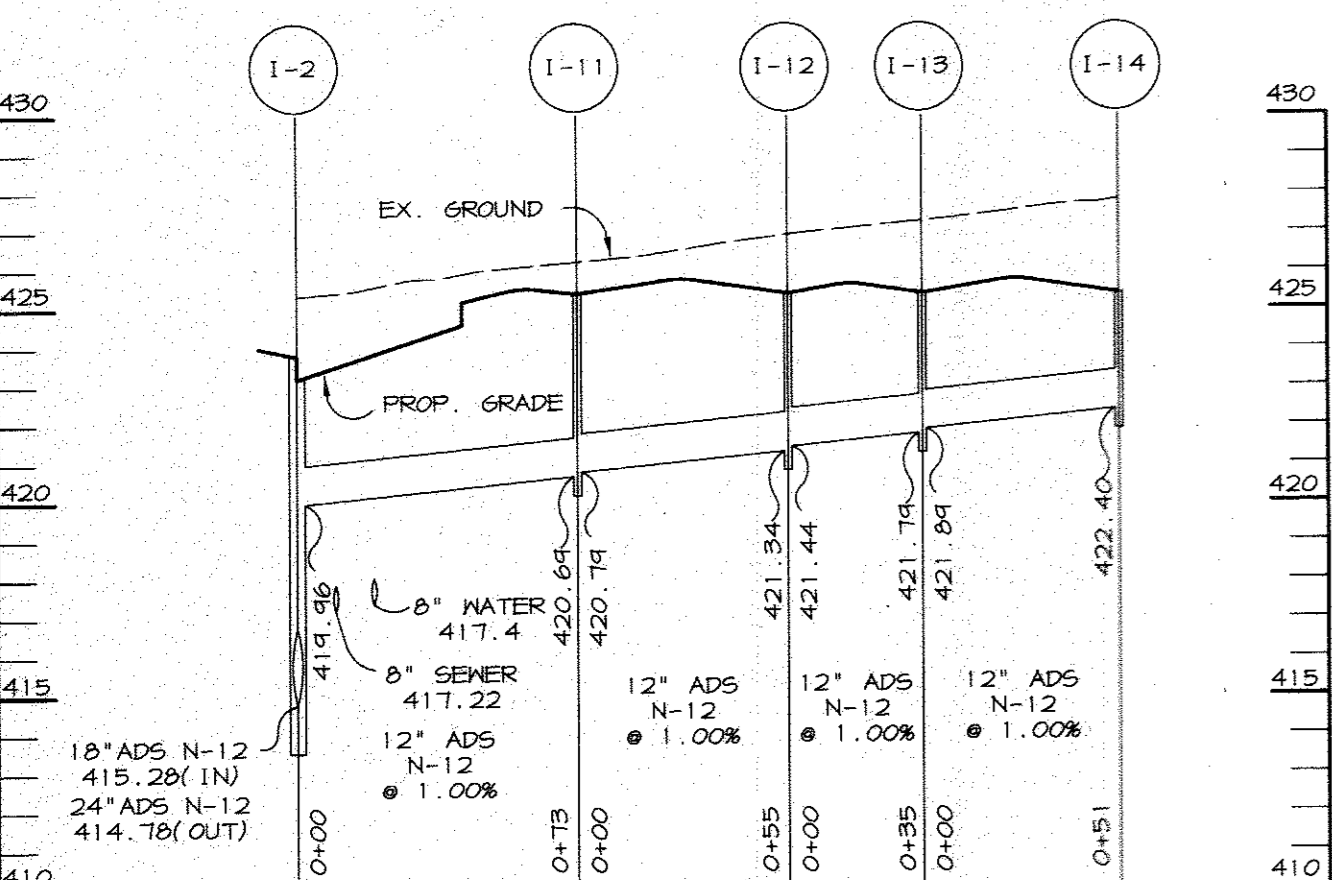 I-2
I-11
I-12
I-13
I-14
430
430
EX. GROUND
425
425
PROP. GRADE
420
420
419.96
420.69
420.79
421.34
421.44
421.79
421.89
422.40
8" WATER
417.4
8" SEWER
417.22
415
415
18"ADS N-12
415.28(IN)
24"ADS N-12
414.78(OUT)
12" ADS
N-12
@ 1.00%
12" ADS
N-12
@ 1.00%
12" ADS
N-12
@ 1.00%
12" ADS
N-12
@ 1.00%
0+00
0+73
0+00
0+55
0+00
0+35
0+00
0+51
410
410